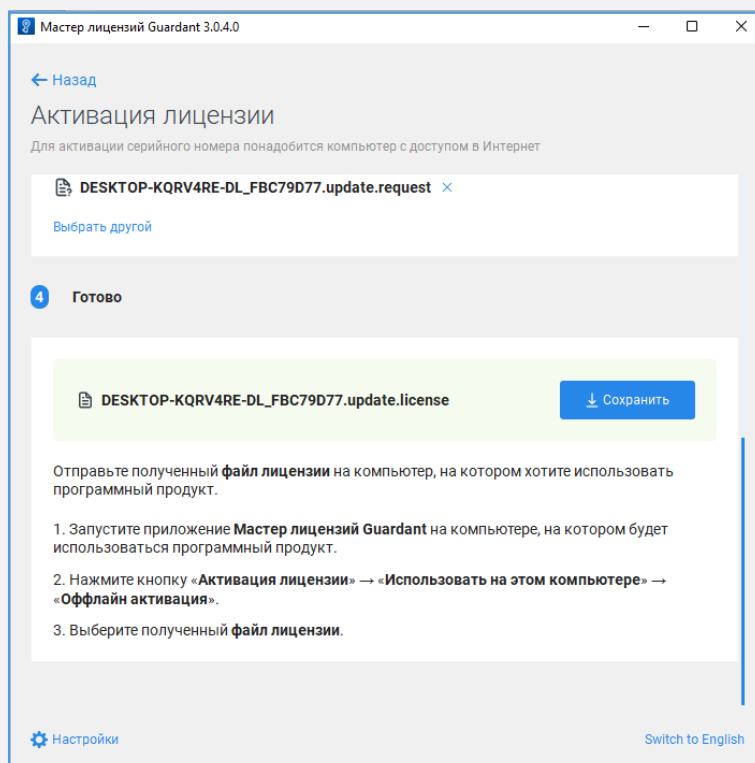 Мастер лицензий Guardant 3.0.4.0
Назад
Активация лицензии
Для активации серийного номера понадобится компьютер с доступом в Интернет
DESKTOP-KQRV4RE-DL_FBC79D77.update.request
Выбрать другой
4 Готово
DESKTOP-KQRV4RE-DL_FBC79D77.update.license
Сохранить
Отправьте полученный файл лицензии на компьютер, на котором хотите использовать
программный продукт.
1. Запустите приложение Мастер лицензий Guardant на компьютере, на котором будет
использоваться программный продукт.
2. Нажмите кнопку «Активация лицензии» → «Использовать на этом компьютере» →
«Оффлайн активация».
3. Выберите полученный файл лицензии.
Настройки
Switch to English